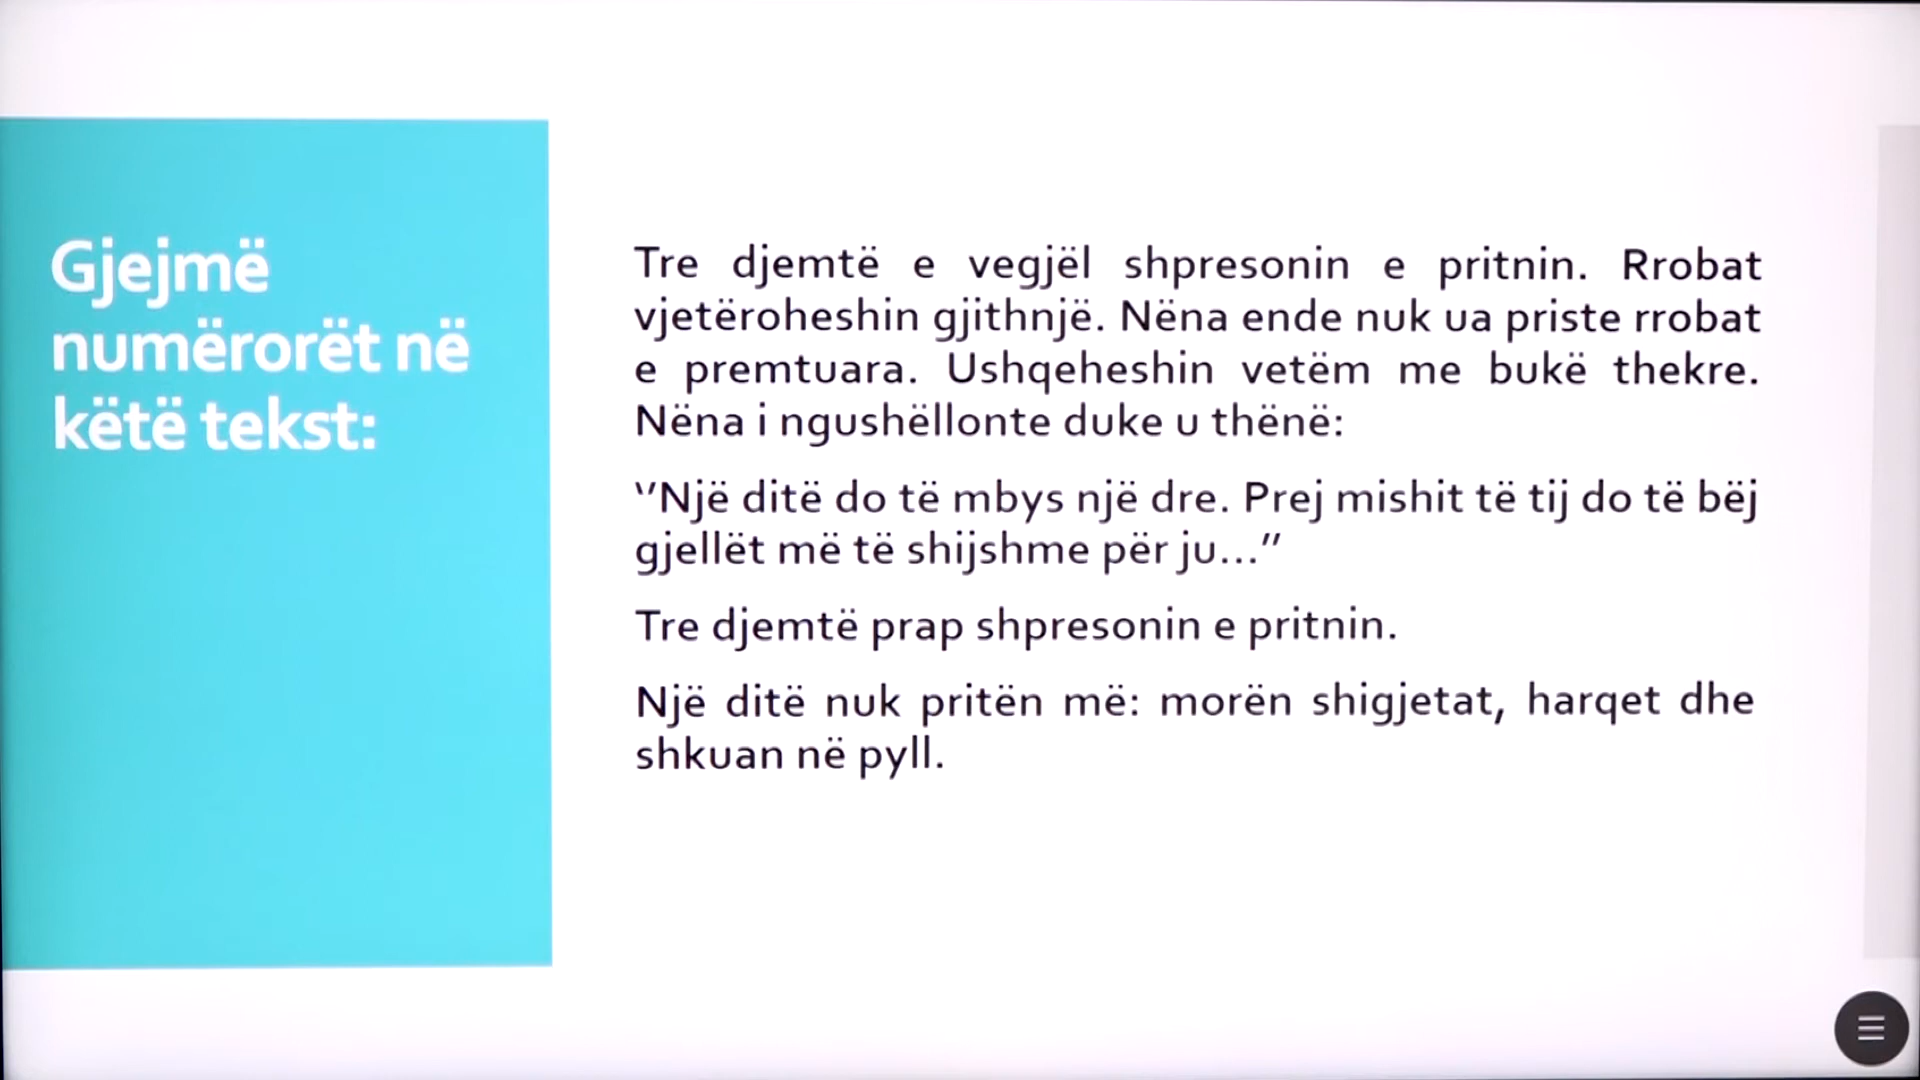 Gjejmë
numërorët në
këtë tekst:
Tre djemtë e vegjël shpresonin e pritnin. Rrobat
vjetëroheshin gjithnjë. Nëna ende nuk ua priste rrobat
e premtuara. Ushqeheshin vetëm me bukë thekre.
Nëna i ngushëllonte duke u thënë:
‘’Një ditë do të mbys një dre. Prej mishit të tij do të bëj
gjellët më të shijshme për ju...’’
Tre djemtë prap shpresonin e pritnin.
Një ditë nuk pritën më: morën shigjetat, harqet dhe
shkuan në pyll.